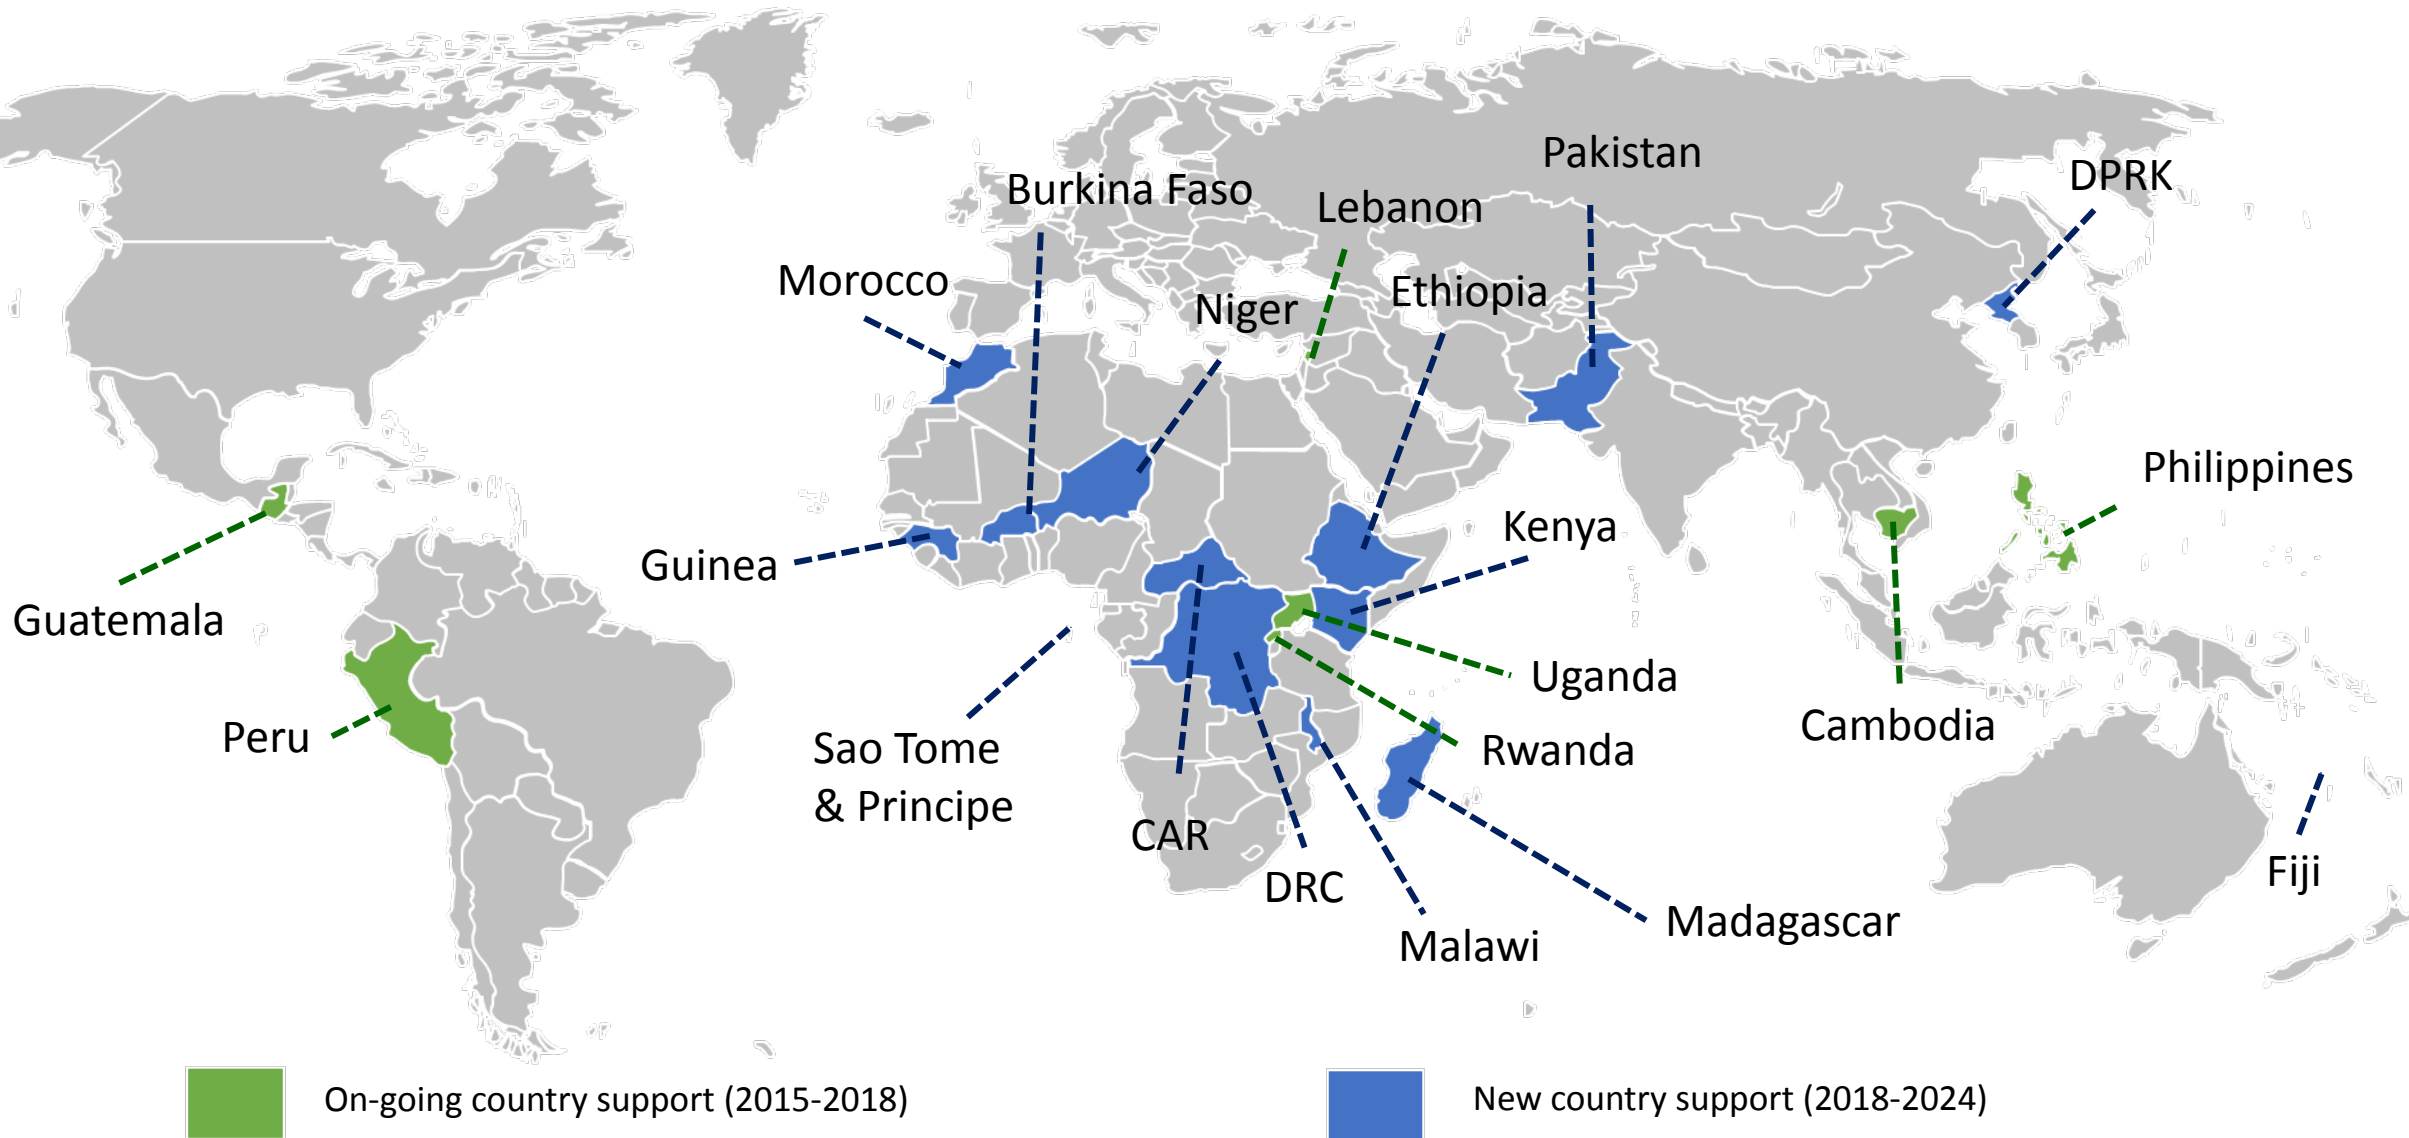 Pakistan
DPRK
Burkina Faso
Lebanon
Morocco
Niger
Ethiopia
Philippines
Kenya
Guinea
Guatemala
Uganda
Cambodia
Peru
Sao Tome
& Principe
Rwanda
CAR
DRC
Fiji
Madagascar
Malawi
On-going country support (2015-2018)
New country support (2018-2024)